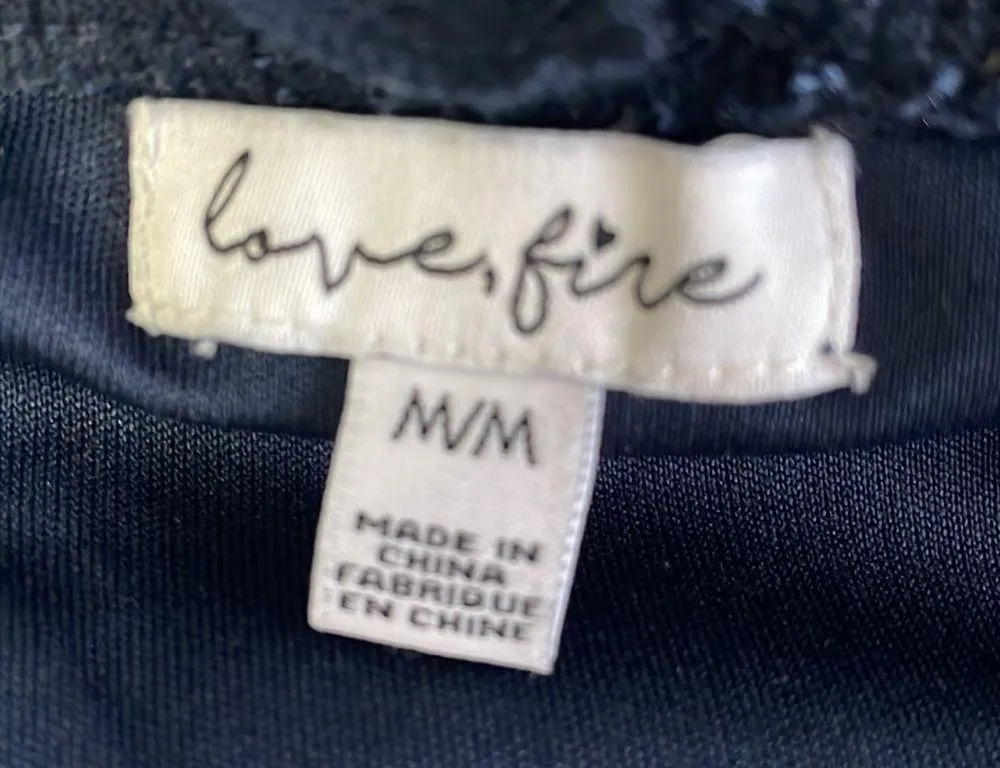 love, fire
M/M
MADE IN
CHINA
FABRIQUE
EN CHINE